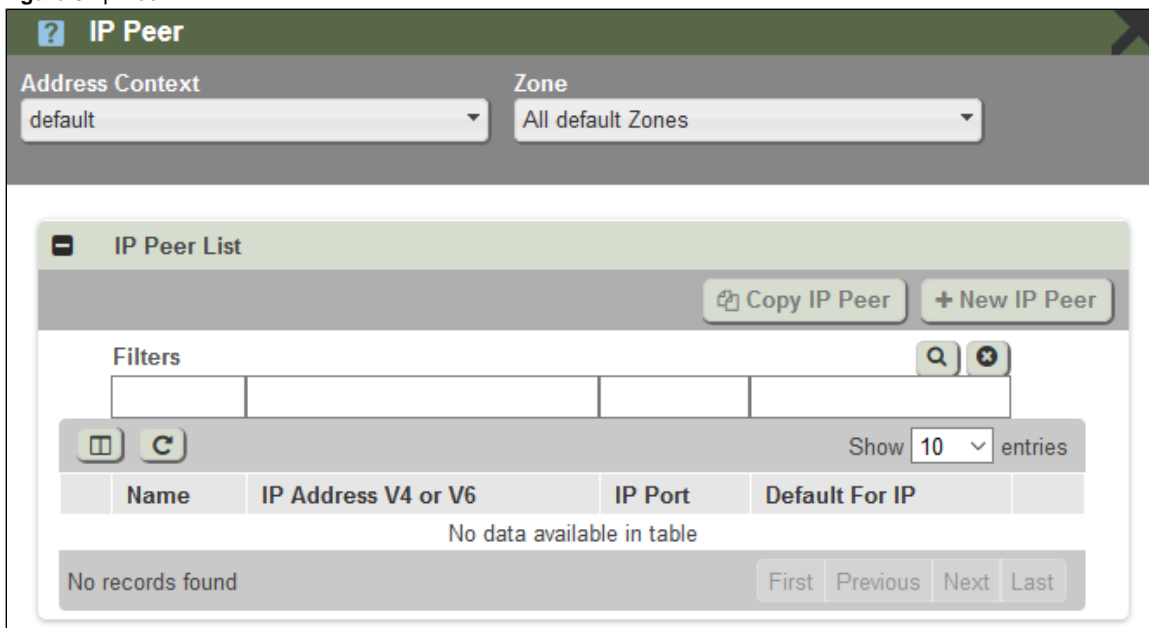 IP Peer
Address Context
Zone
default
All default Zones
IP Peer List
Copy IP Peer
+ New IP Peer
Filters
Show 10 entries
Name IP Address V4 or V6 IP Port Default For IP
No data available in table
No records found
First Previous Next Last